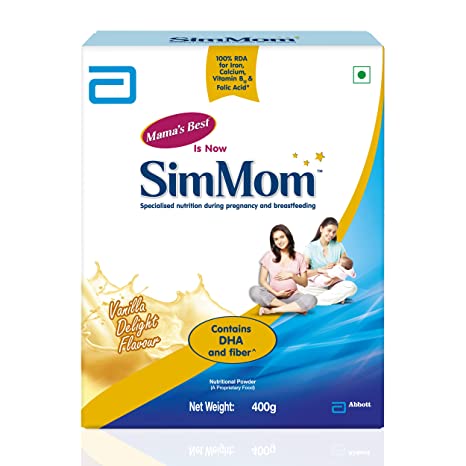 SimMom
100% RDA
for Iron,
Calcium,
Vitamin B₁₂ &
Folic Acid*
Mama's Best
Is Now
SimMom™
Specialised nutrition during pregnancy and breastfeeding
Vanilla
Delight
Flavour
Contains
DHA
and fiber^
Nutritional Powder
(A Proprietary Food)
Net Weight: 400g
Abbott